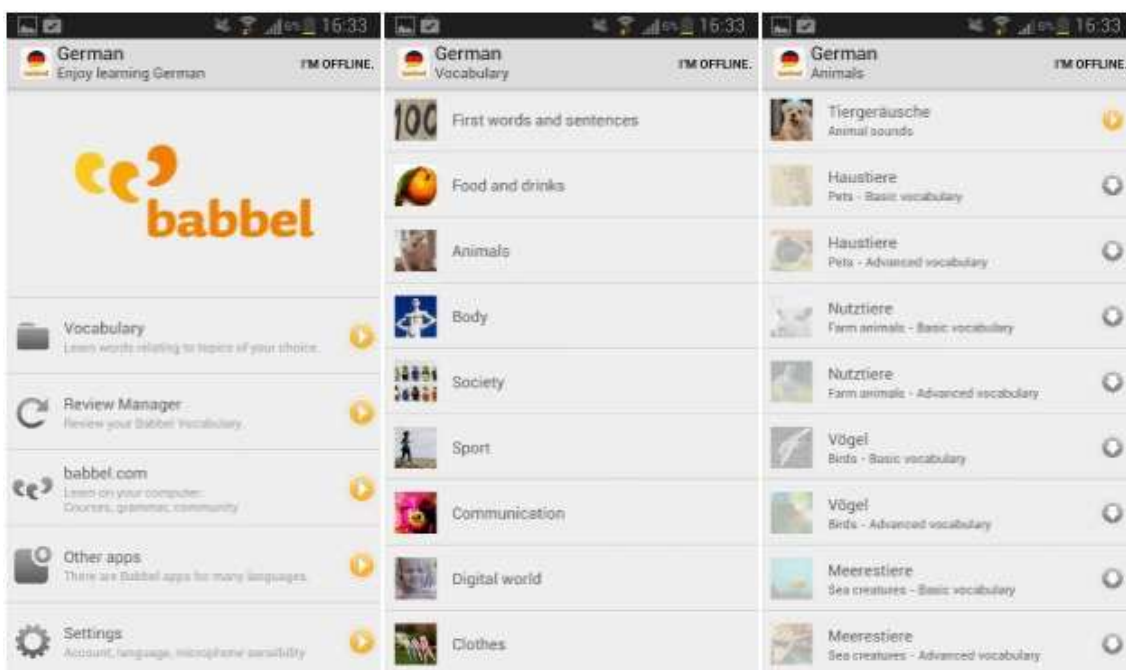 16:33
German
Enjoy learning German
I'M OFFLINE.
babbel
Vocabulary
Learn words relating to topics of your choice.
Review Manager
Review your Babbel Vocabulary.
babbel.com
Learn on your computer:
Courses, grammar, community
Other apps
There are Babbel apps for many languages.
Settings
Account, language, microphone sensibility
16:33
German
Vocabulary
I'M OFFLINE.
100
First words and sentences
Food and drinks
Animals
Body
Society
Sport
Communication
Digital world
Clothes
16:33
German
Animals
I'M OFFLINE.
Tiergeräusche
Animal sounds
Haustiere
Pets - Basic vocabulary
Haustiere
Pets - Advanced vocabulary
Nutztiere
Farm animals - Basic vocabulary
Nutztiere
Farm animals - Advanced vocabulary
Vögel
Birds - Basic vocabulary
Vögel
Birds - Advanced vocabulary
Meerestiere
Sea creatures - Basic vocabulary
Meerestiere
Sea creatures - Advanced vocabulary